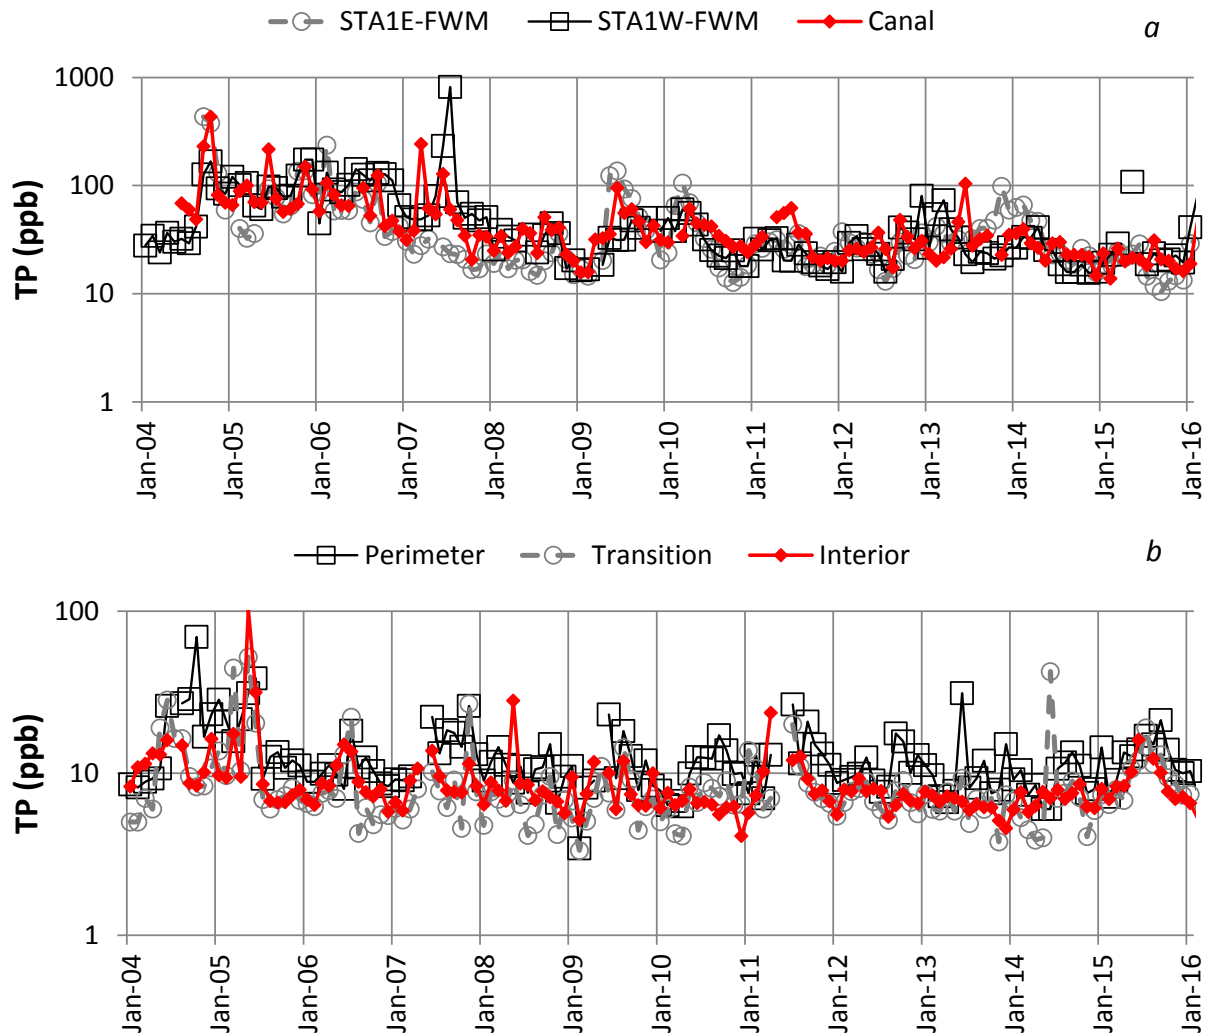 STA1E-FWM STA1W-FWM Canal a
1000
100
10
1
TP (ppb)
Jan-04 Jan-05 Jan-06 Jan-07 Jan-08 Jan-09 Jan-10 Jan-11 Jan-12 Jan-13 Jan-14 Jan-15 Jan-16
Perimeter Transition Interior b
100
10
1
TP (ppb)
Jan-04 Jan-05 Jan-06 Jan-07 Jan-08 Jan-09 Jan-10 Jan-11 Jan-12 Jan-13 Jan-14 Jan-15 Jan-16